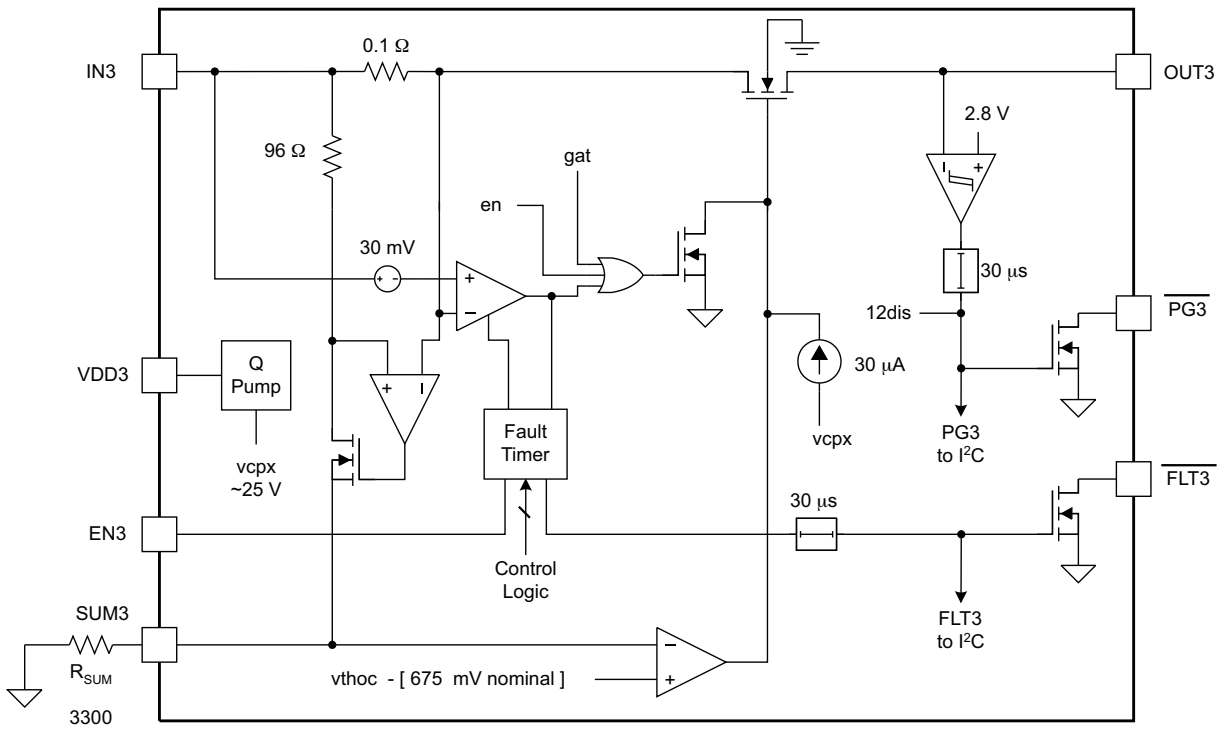 0.1 Ω
IN3
OUT3
2.8 V
96 Ω
gat
en
30 mV
30 μs
12dis
PG3
VDD3
Q
Pump
30 μA
vcpx
~25 V
vcpx
Fault
Timer
PG3
to I²C
FLT3
30 μs
EN3
Control
Logic
SUM3
FLT3
to I²C
R_SUM
vthoc - [ 675 mV nominal ]
3300
+ -
+
−
+
−
−
+
−
+